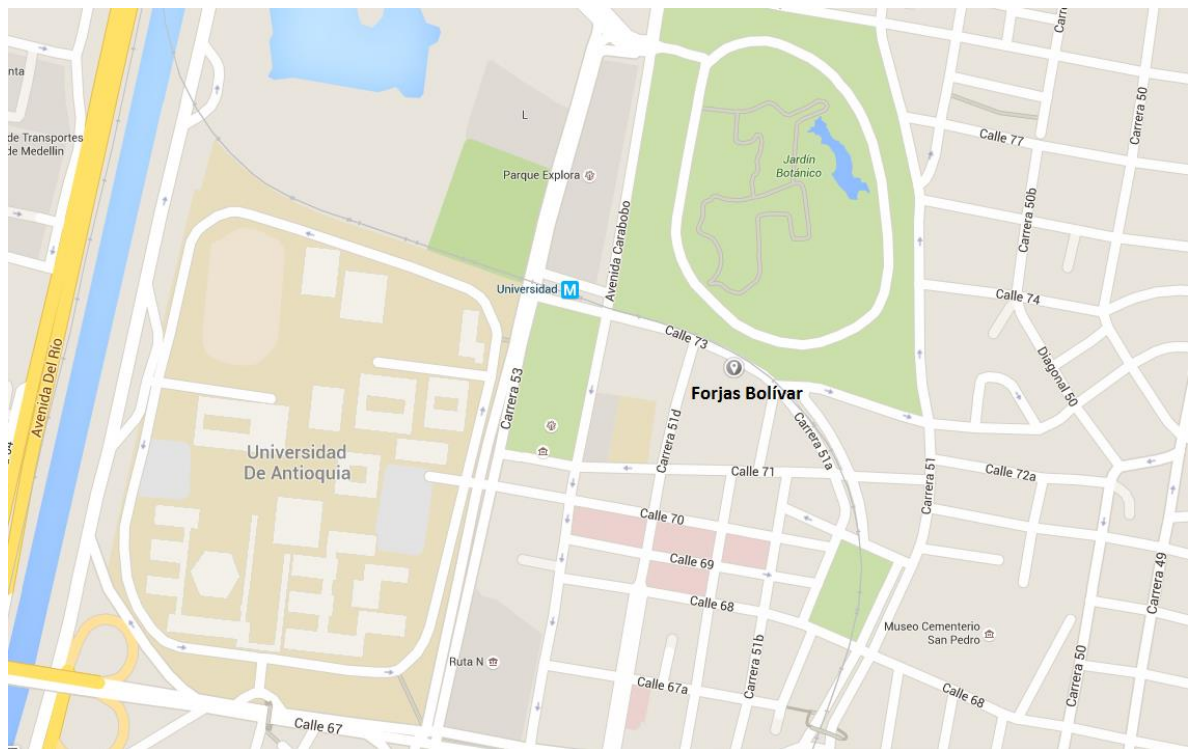 Carrera 50
nta
de Transportes
de Medellin
L
Calle 77
Parque Explora
Jardín
Botánico
Carrera 50b
Avenida Carabobo
Universidad M
Calle 74
Calle 73
Avenida Del Rio
Diagonal 50
Forjas Bolívar
Carrera 53
Carrera 51d
Carrera 51a
Universidad
De Antioquia
Calle 71
Calle 72a
Carrera 51
Calle 70
Calle 69
Carrera 49
Calle 68
Museo Cementerio
San Pedro
Carrera 51b
Ruta N
Calle 67a
Carrera 50
Calle 68
Calle 67